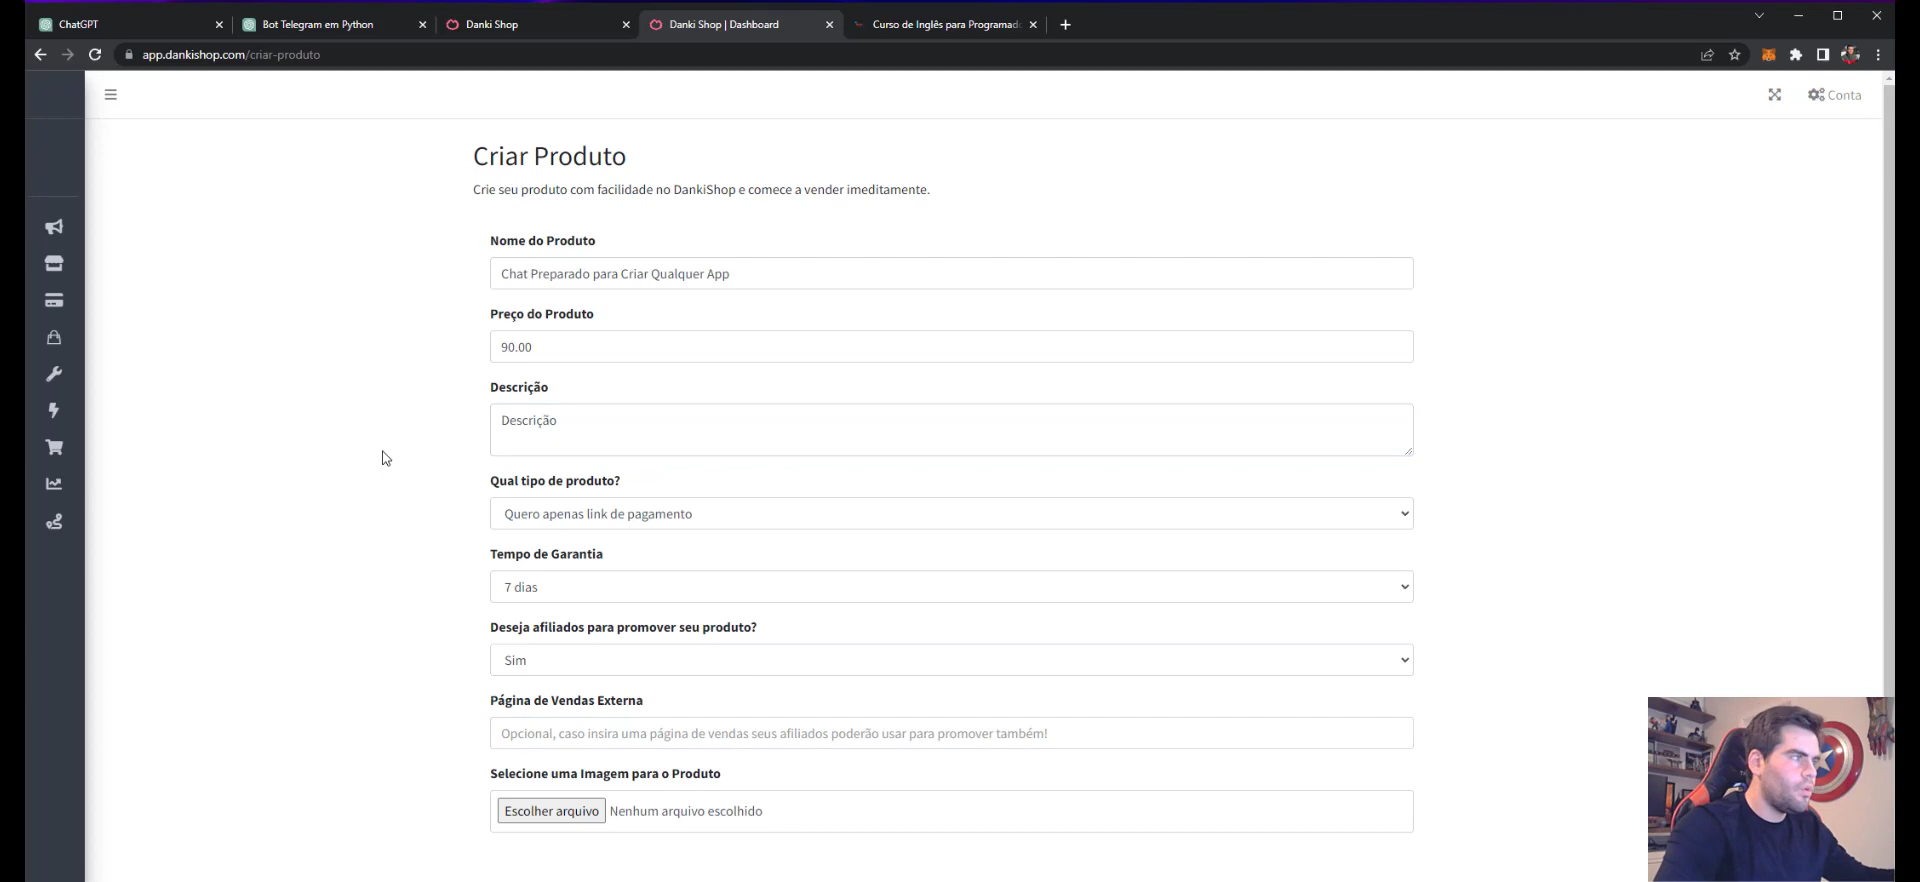 ChatGPT
Bot Telegram em Python
Danki Shop
Danki Shop | Dashboard
Curso de Inglês para Programad
app.dankishop.com/criar-produto
Conta
Criar Produto
Crie seu produto com facilidade no DankiShop e comece a vender imeditamente.
Nome do Produto
Chat Preparado para Criar Qualquer App
Preço do Produto
90.00
Descrição
Descrição
Qual tipo de produto?
Quero apenas link de pagamento
Tempo de Garantia
7 dias
Deseja afiliados para promover seu produto?
Sim
Página de Vendas Externa
Opcional, caso insira uma página de vendas seus afiliados poderão usar para promover também!
Selecione uma Imagem para o Produto
Escolher arquivo Nenhum arquivo escolhido